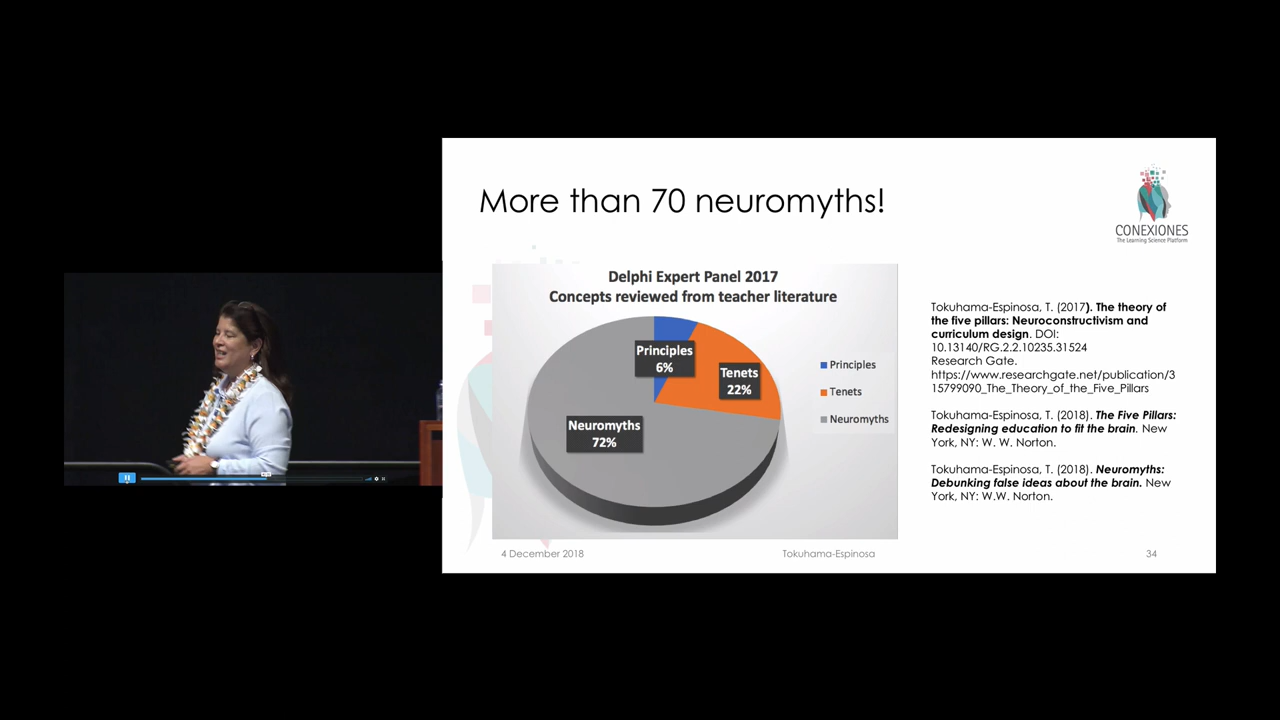 More than 70 neuromyths!
CONEXIONES
The Learning Science Platform
Delphi Expert Panel 2017
Concepts reviewed from teacher literature
Principles
6%
Tenets
22%
Neuromyths
72%
Principles
Tenets
Neuromyths
Tokuhama-Espinosa, T. (2017). The theory of
the five pillars: Neuroconstructivism and
curriculum design. DOI:
10.13140/RG.2.2.10235.31524
Research Gate.
https://www.researchgate.net/publication/3
15799090_The_Theory_of_the_Five_Pillars
Tokuhama-Espinosa, T. (2018). The Five Pillars:
Redesigning education to fit the brain. New
York, NY: W. W. Norton.
Tokuhama-Espinosa, T. (2018). Neuromyths:
Debunking false ideas about the brain. New
York, NY: W.W. Norton.
4 December 2018
Tokuhama-Espinosa
34